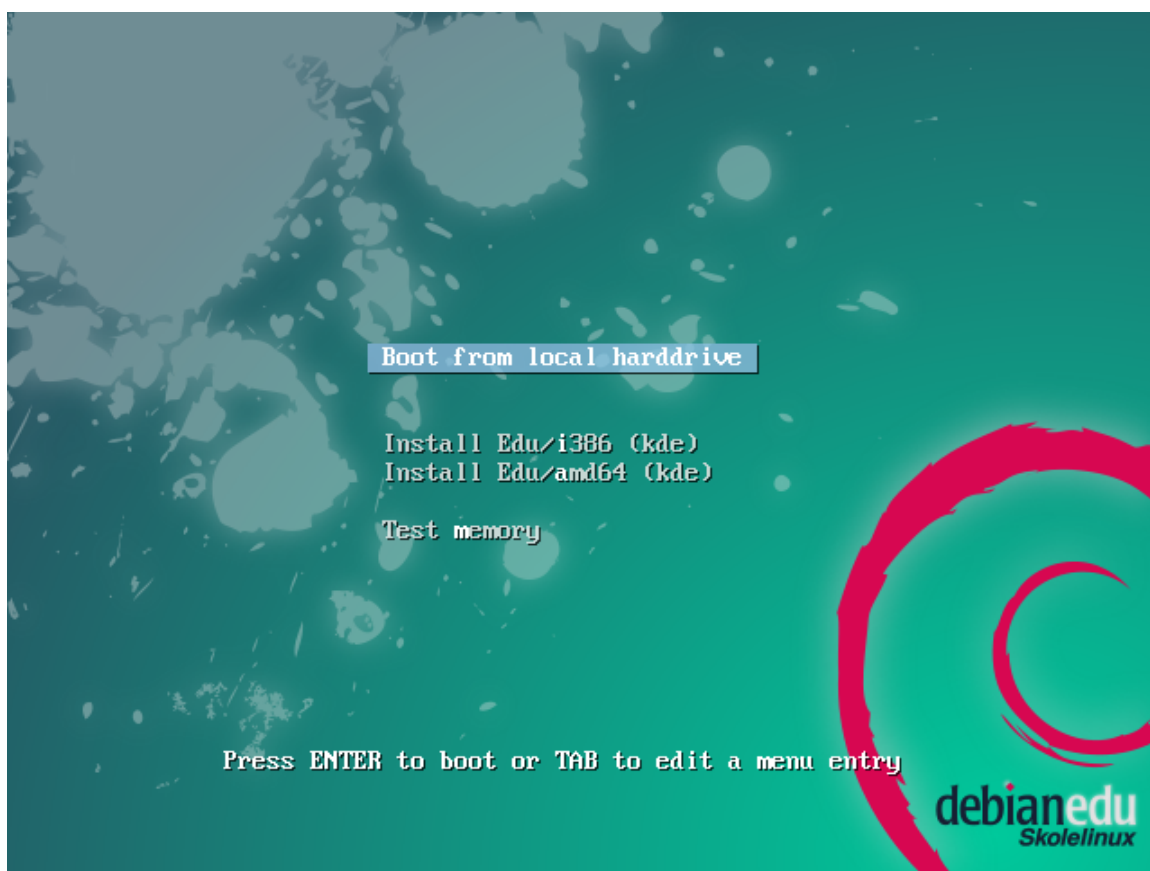 Boot from local harddrive
Install Edu/i386 (kde)
Install Edu/amd64 (kde)
Test memory
Press ENTER to boot or TAB to edit a menu entry
debianedu
Skolelinux